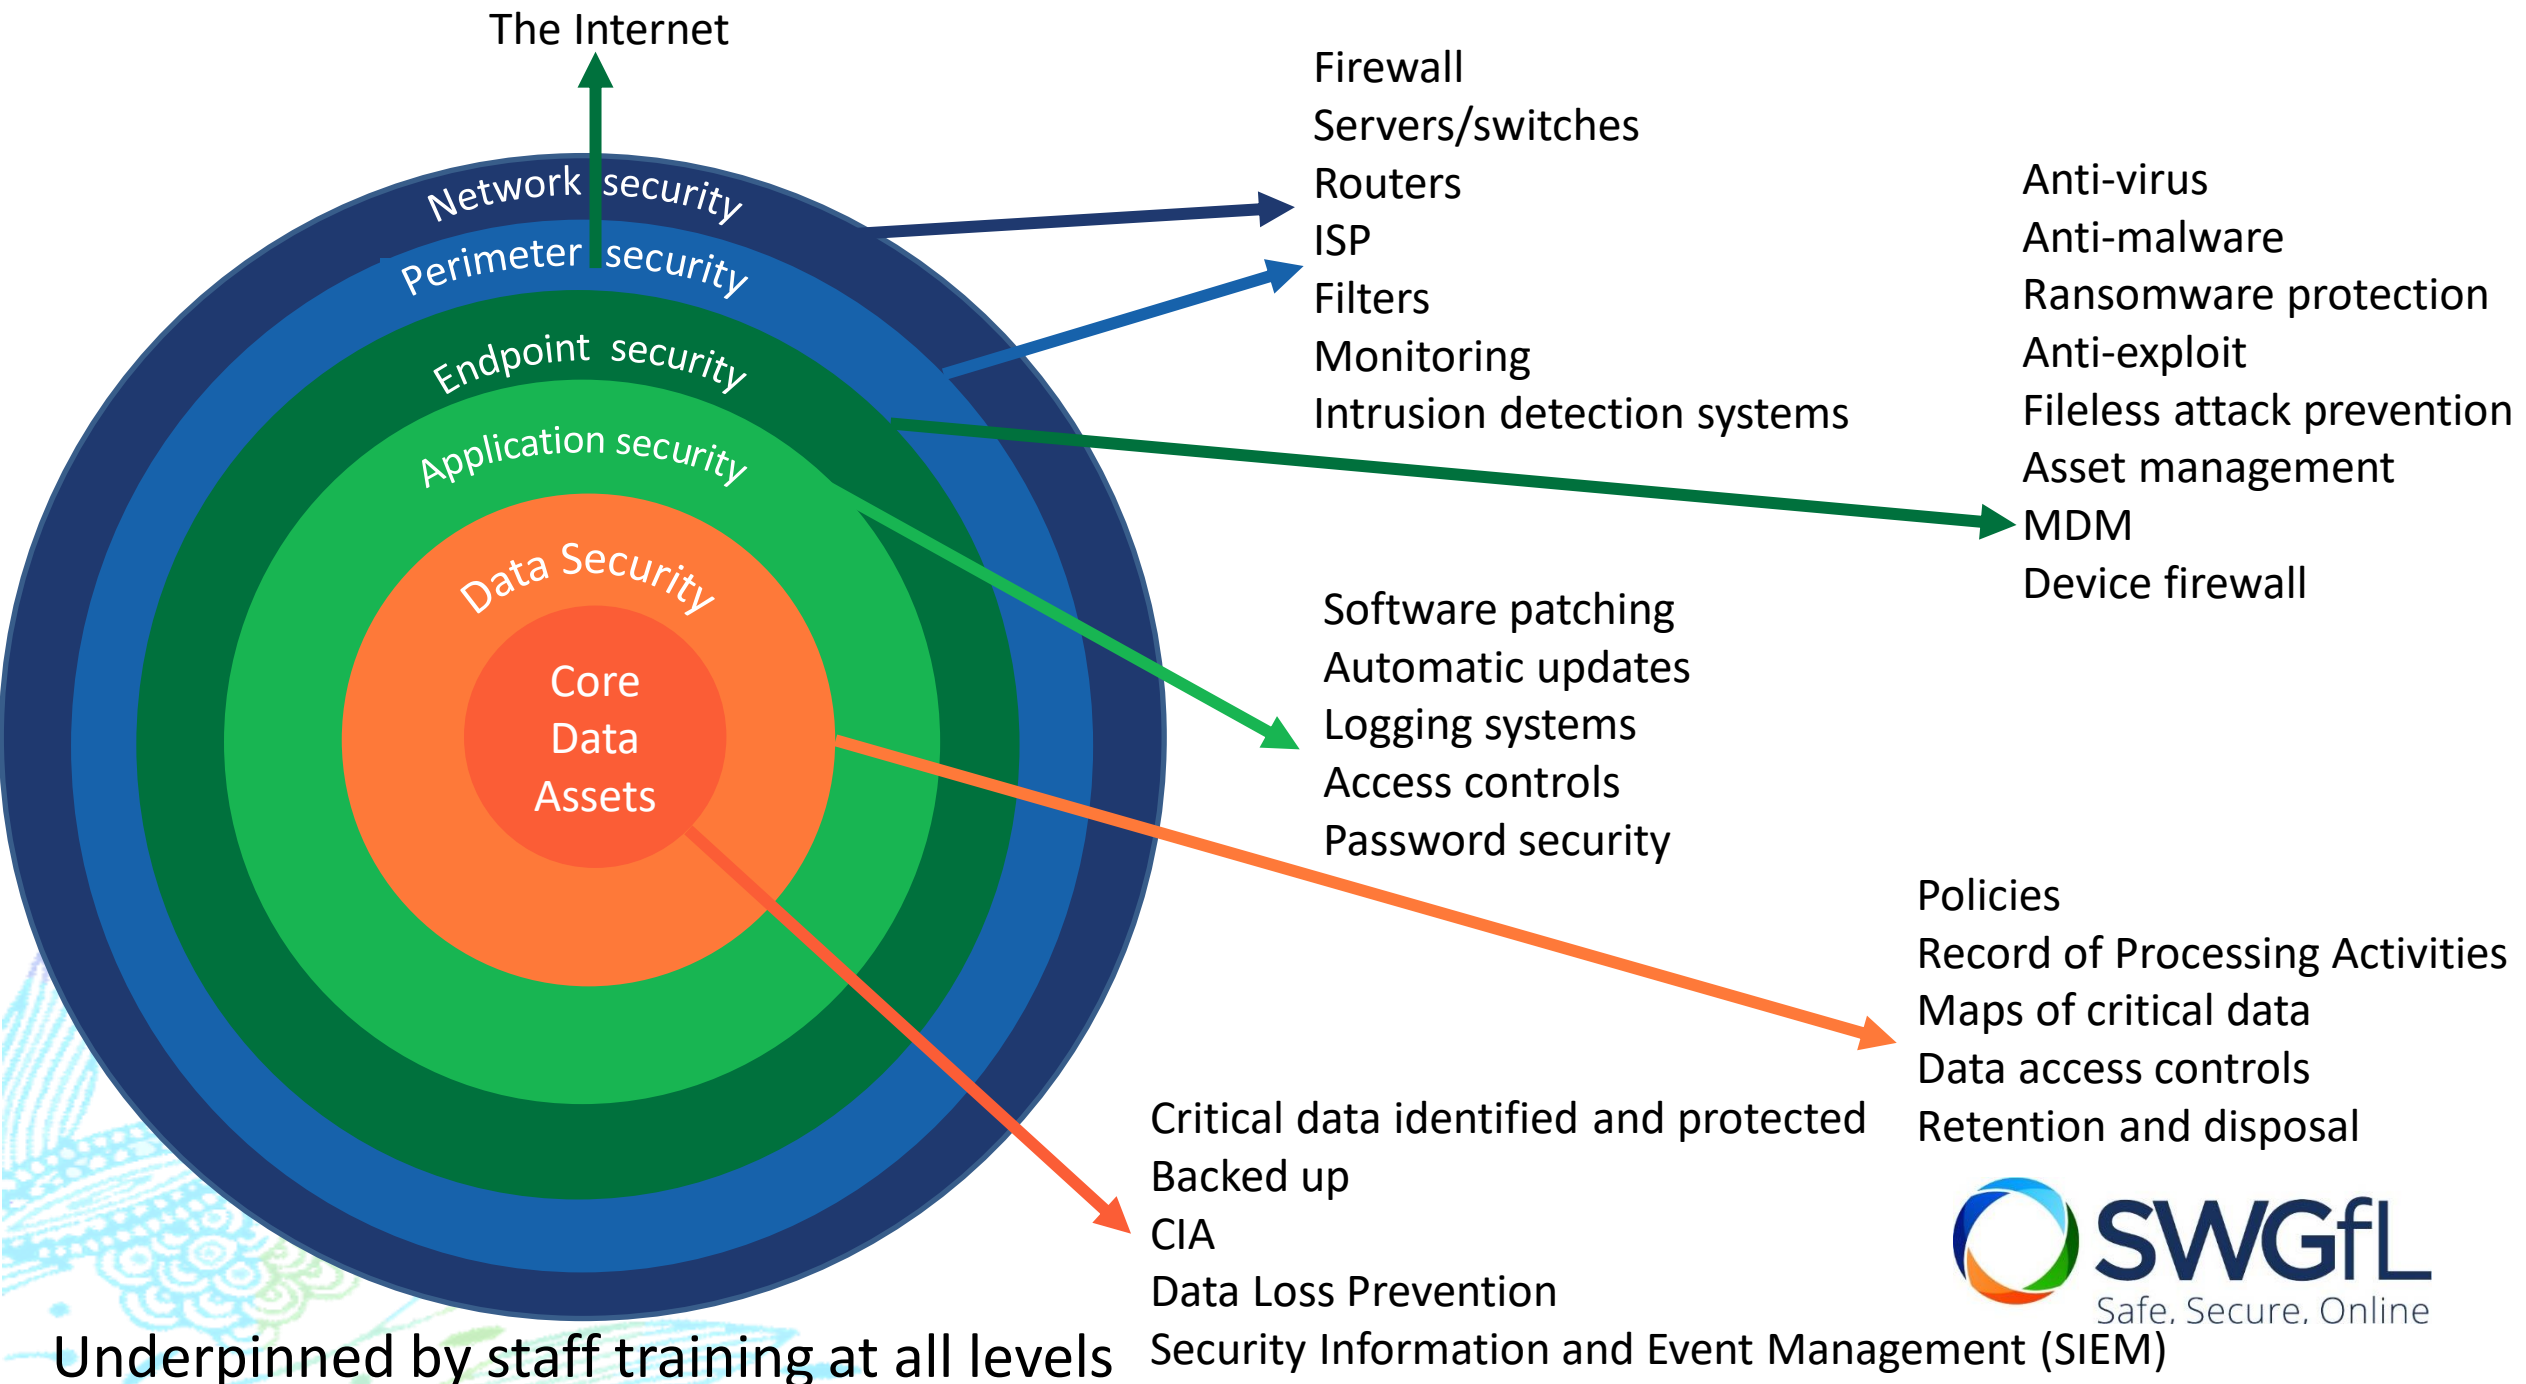 The Internet
Network security
Perimeter security
Endpoint security
Application security
Data Security
Core
Data
Assets
Firewall
Servers/switches
Routers
ISP
Filters
Monitoring
Intrusion detection systems
Anti-virus
Anti-malware
Ransomware protection
Anti-exploit
Fileless attack prevention
Asset management
MDM
Device firewall
Software patching
Automatic updates
Logging systems
Access controls
Password security
Policies
Record of Processing Activities
Maps of critical data
Data access controls
Retention and disposal
Critical data identified and protected
Backed up
CIA
Data Loss Prevention
Security Information and Event Management (SIEM)
SWGfL
Safe, Secure, Online
Underpinned by staff training at all levels